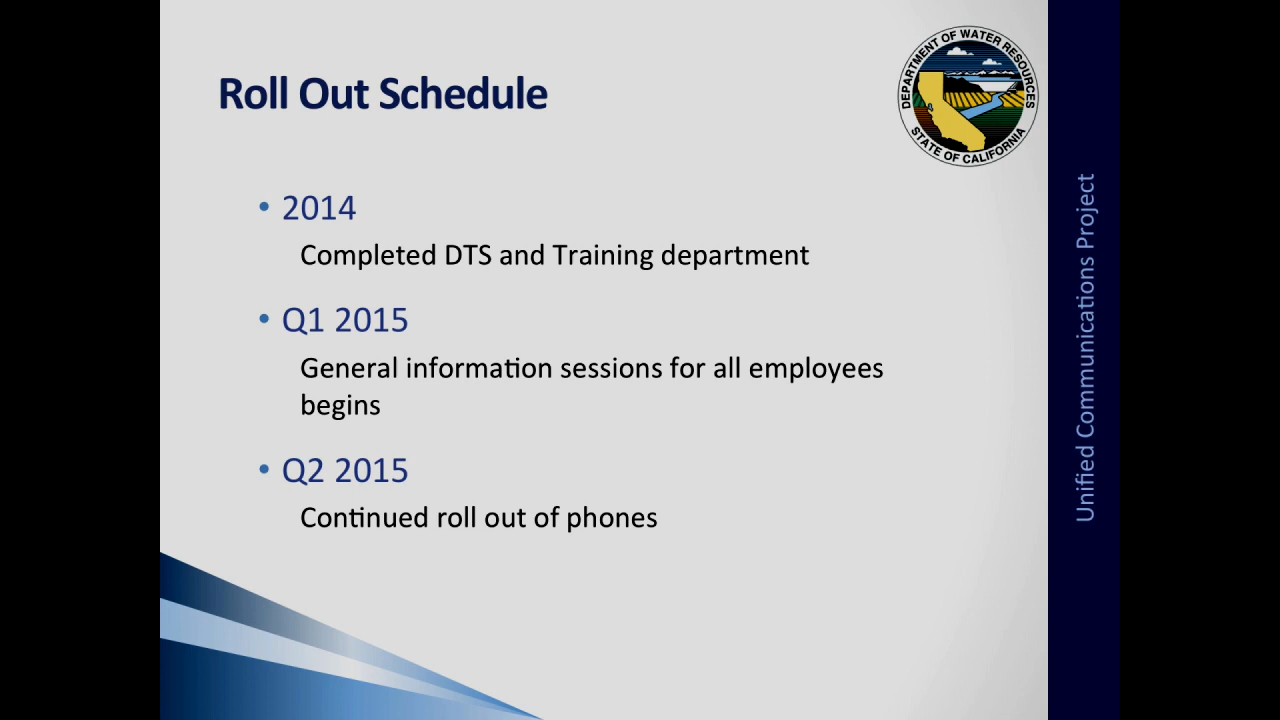 Roll Out Schedule
DEPARTMENT OF WATER RESOURCES
STATE OF CALIFORNIA
• 2014
Completed DTS and Training department
• Q1 2015
General information sessions for all employees
begins
• Q2 2015
Continued roll out of phones
Unified Communications Project